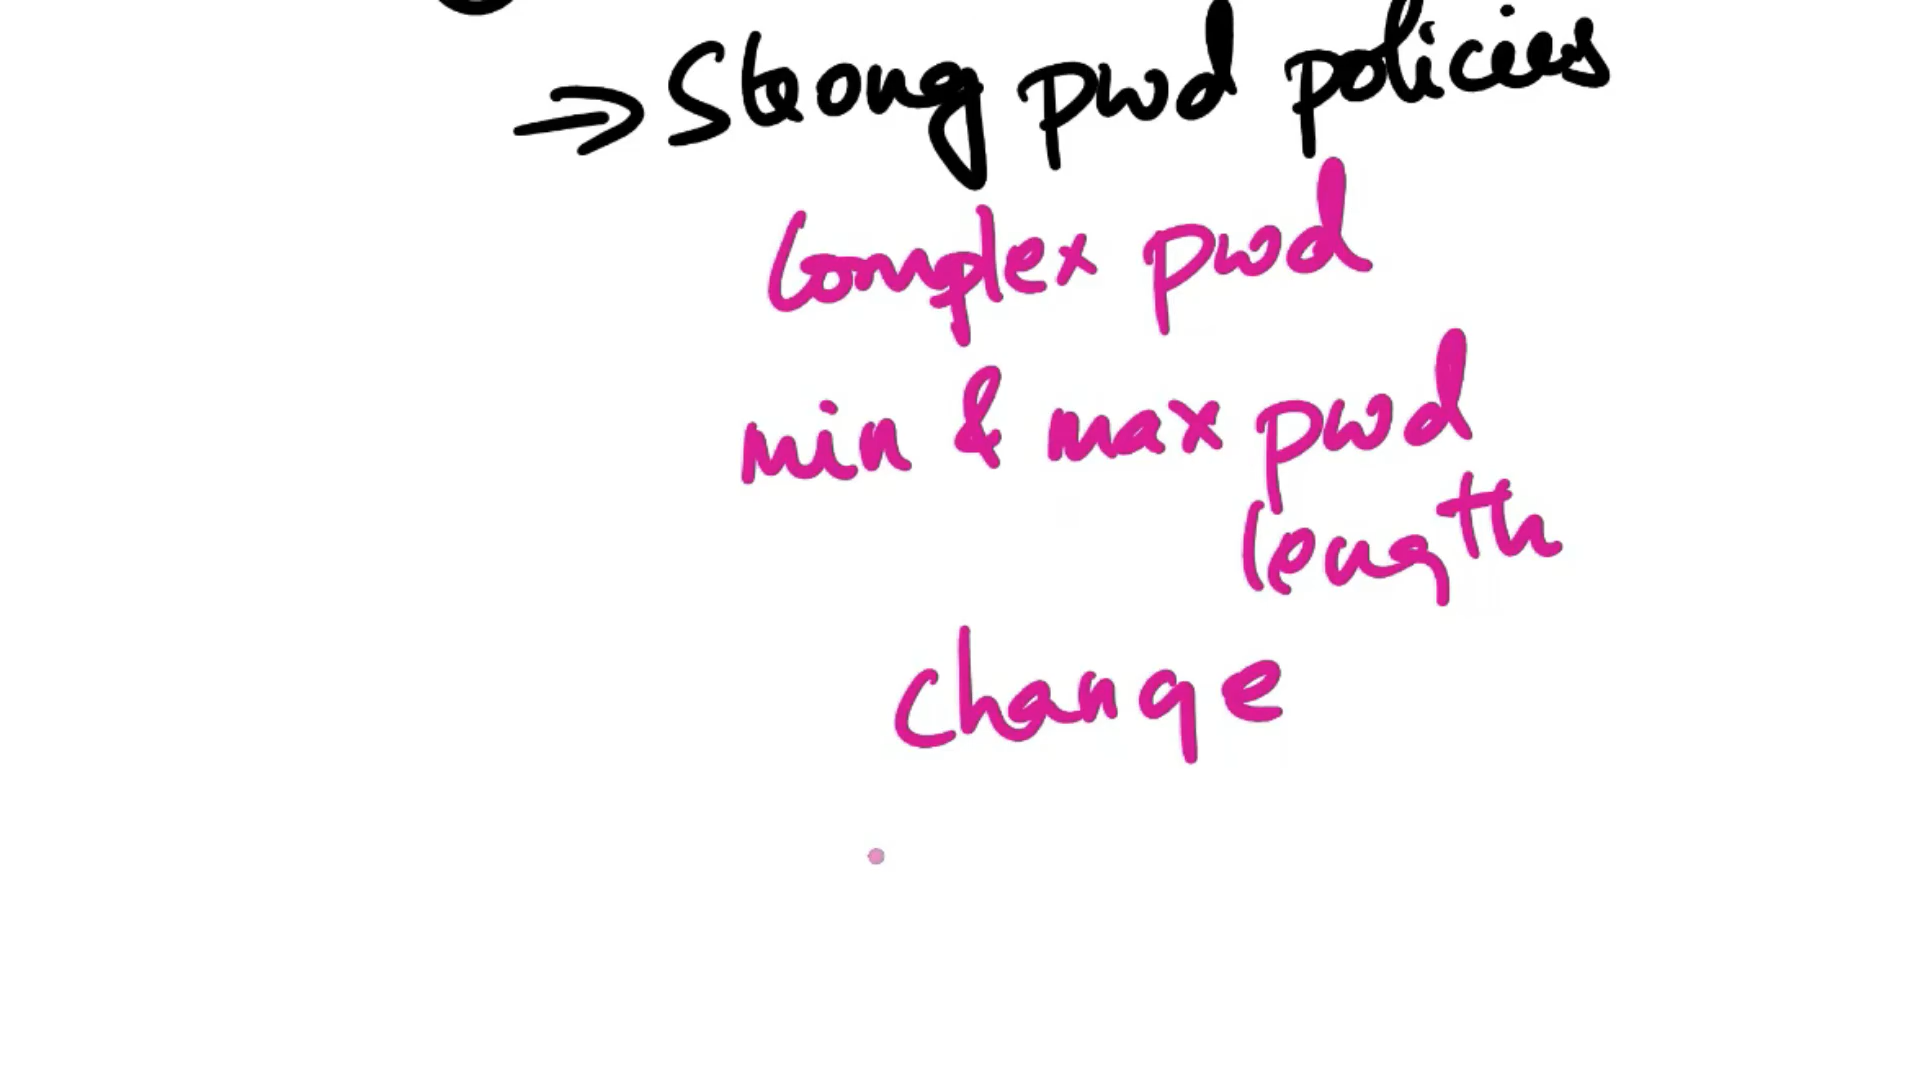 ⇒ Strong pwd policies
Complex pwd
min & max pwd
length
change